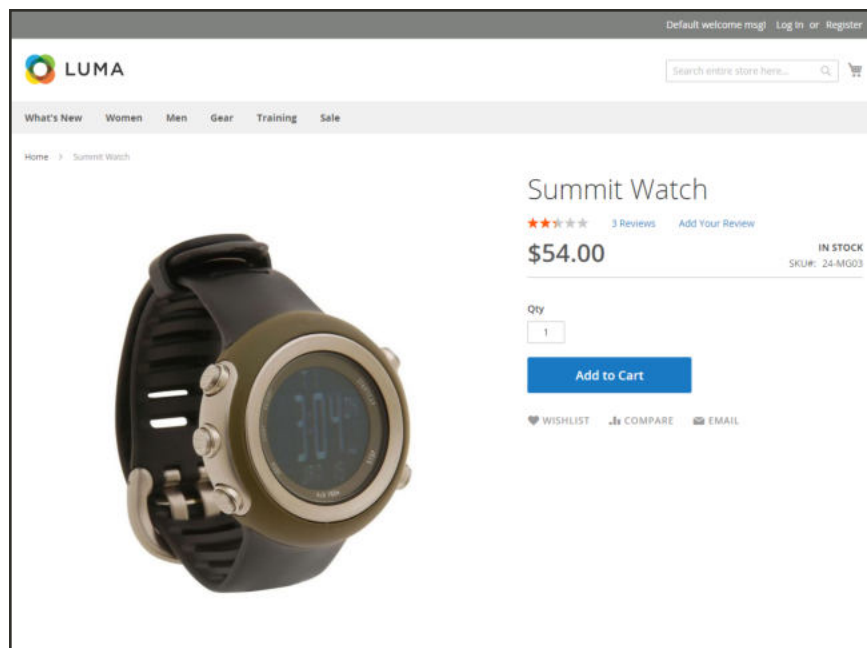 Default welcome msg! Log In or Register
LUMA
Search entire store here...
What's New Women Men Gear Training Sale
Home > Summit Watch
Summit Watch
3 Reviews Add Your Review
$54.00
IN STOCK
SKU#: 24-MG03
Qty
1
Add to Cart
WISHLIST COMPARE EMAIL
3:04